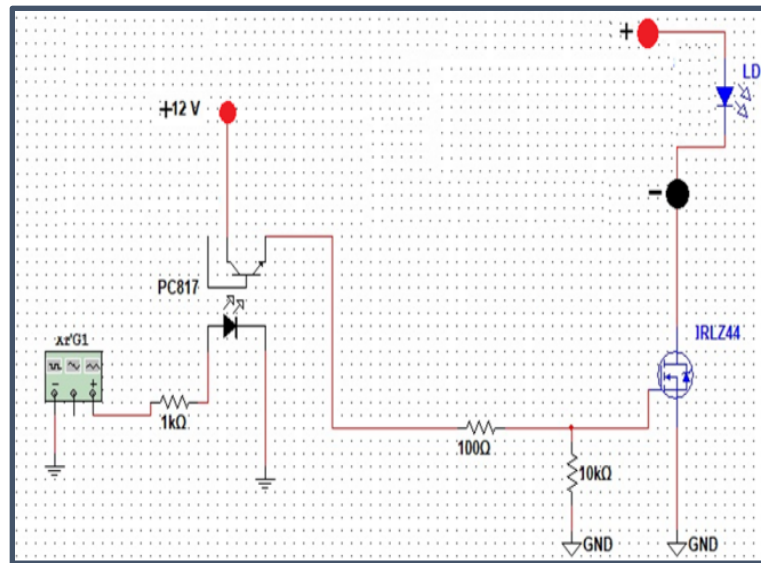 +
LD
+12 V
PC817
XFG1
−
+
1kΩ
−
IRLZ44
100Ω
10kΩ
GND
GND